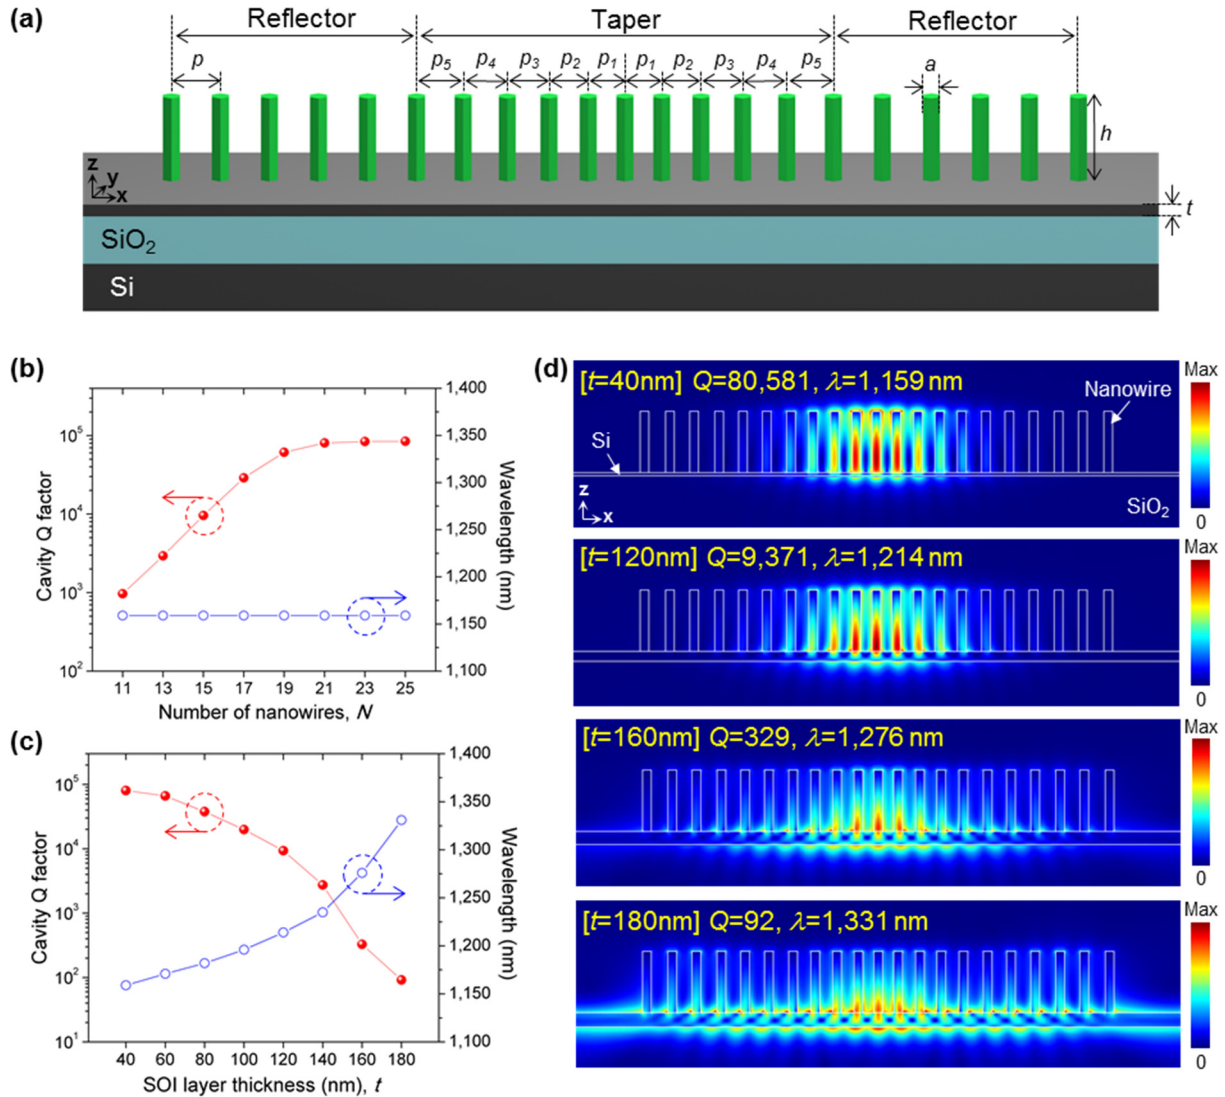 (a)
Reflector Taper Reflector
p p5 p4 p3 p2 p1 p1 p2 p3 p4 p5 a
h
z
y
x
t
SiO2
Si
(b)
Cavity Q factor
10^5
10^4
10^3
10^2
1,400
1,350
1,300
1,250
1,200
1,150
1,100
Wavelength (nm)
11 13 15 17 19 21 23 25
Number of nanowires, N
(c)
Cavity Q factor
10^5
10^4
10^3
10^2
10^1
1,400
1,350
1,300
1,250
1,200
1,150
1,100
Wavelength (nm)
40 60 80 100 120 140 160 180
SOI layer thickness (nm), t
(d)
[t=40nm] Q=80,581, λ=1,159 nm
Nanowire
Si
z
x
SiO2
Max
0
[t=120nm] Q=9,371, λ=1,214 nm
Max
0
[t=160nm] Q=329, λ=1,276 nm
Max
0
[t=180nm] Q=92, λ=1,331 nm
Max
0